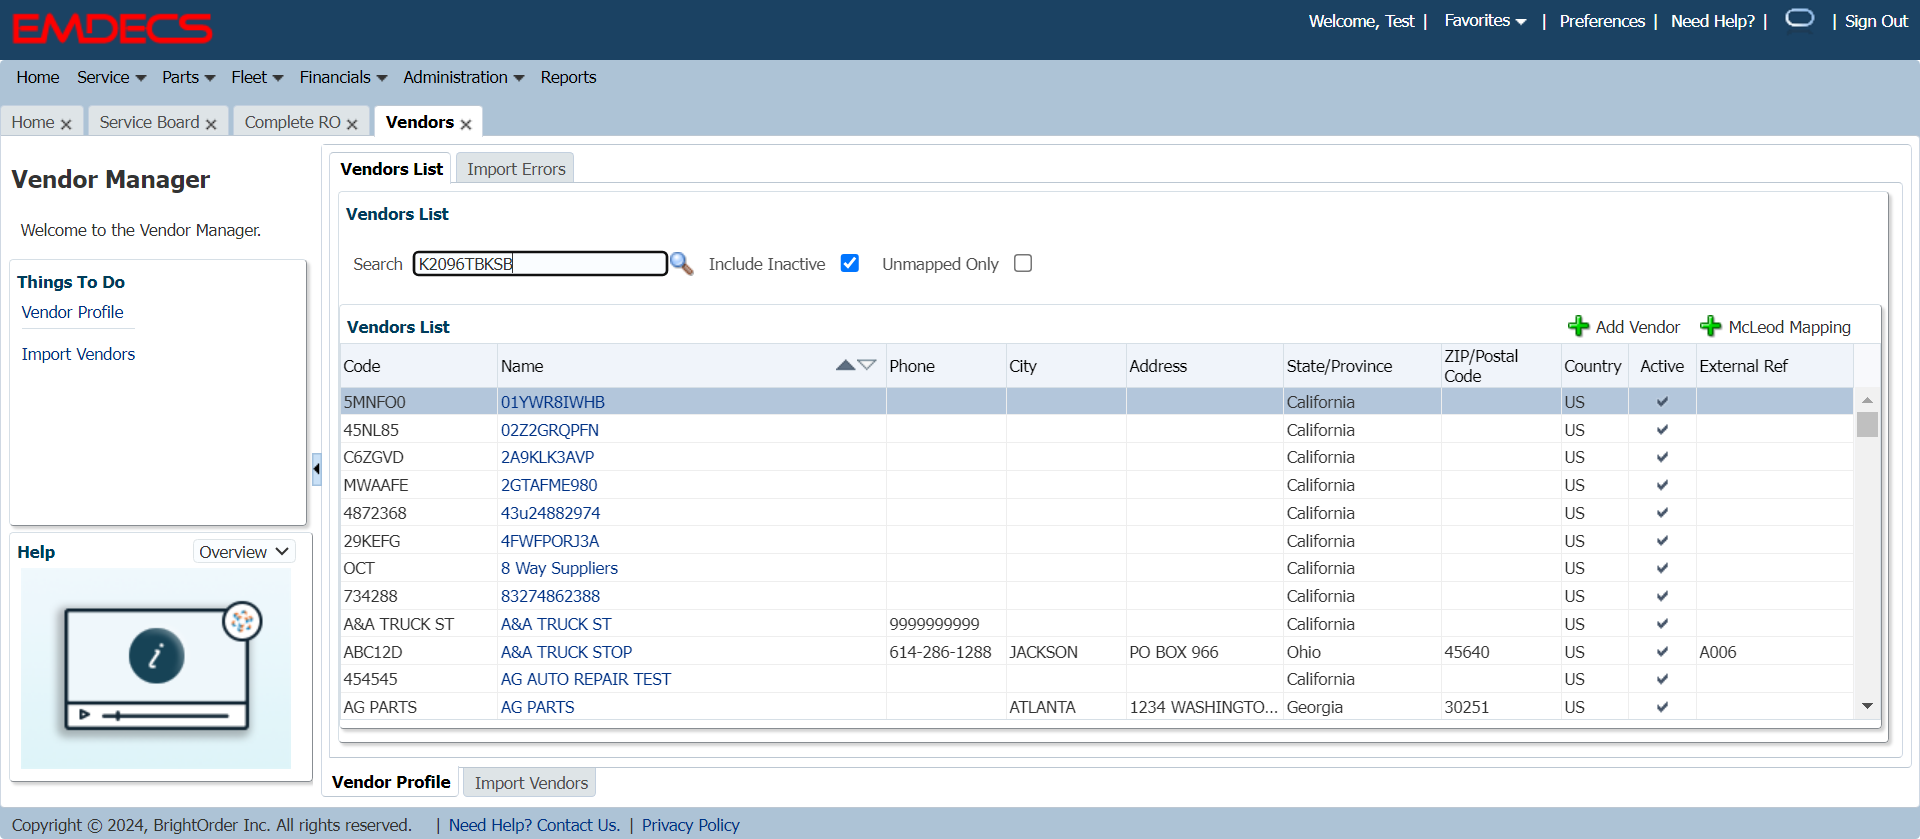 EMDECS
Welcome, Test | Favorites | Preferences | Need Help? | | Sign Out
Home Service Parts Fleet Financials Administration Reports
Home Service Board Complete RO Vendors
Vendor Manager
Welcome to the Vendor Manager.
Things To Do
Vendor Profile
Import Vendors
Help Overview
Vendors List Import Errors
Vendors List
Search K2096TBKSB Include Inactive Unmapped Only
Vendors List Add Vendor McLeod Mapping
Code Name Phone City Address State/Province ZIP/Postal Code Country Active External Ref
5MNFO0 01YWR8IWHB California US
45NL85 02Z2GRQPFN California US
C6ZGVD 2A9KLK3AVP California US
MWAAFE 2GTAFME980 California US
4872368 43u24882974 California US
29KEFG 4FWFPORJ3A California US
OCT 8 Way Suppliers California US
734288 83274862388 California US
A&A TRUCK ST A&A TRUCK ST 9999999999 California US
ABC12D A&A TRUCK STOP 614-286-1288 JACKSON PO BOX 966 Ohio 45640 US A006
454545 AG AUTO REPAIR TEST California US
AG PARTS AG PARTS ATLANTA 1234 WASHINGTO... Georgia 30251 US
Vendor Profile Import Vendors
Copyright © 2024, BrightOrder Inc. All rights reserved. | Need Help? Contact Us. | Privacy Policy